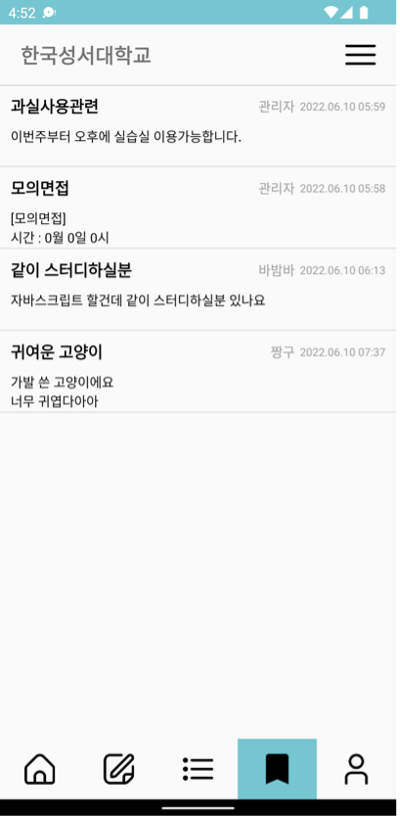 4:52
한국성서대학교
과실사용관련 관리자 2022.06.10 05:59
이번주부터 오후에 실습실 이용가능합니다.
모의면접 관리자 2022.06.10 05:58
[모의면접]
시간 : 0월 0일 0시
같이 스터디하실분 바밤바 2022.06.10 06:13
자바스크립트 할건데 같이 스터디하실분 있나요
귀여운 고양이 짱구 2022.06.10 07:37
가발 쓴 고양이에요
너무 귀엽다아아